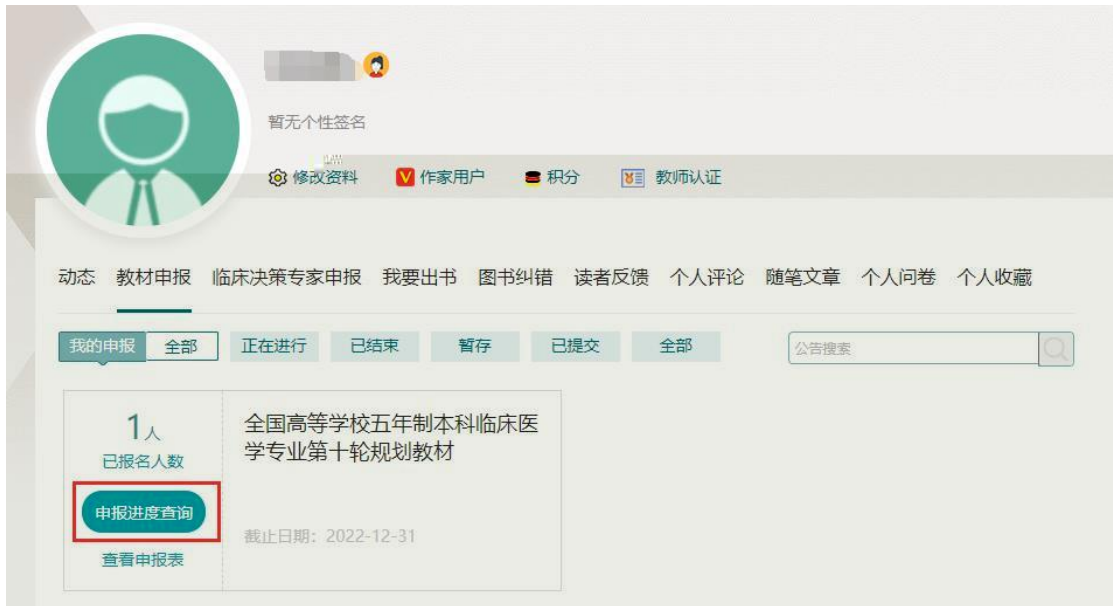 暂无个性签名
修改资料 V 作家用户 积分 教师认证
动态 教材申报 临床决策专家申报 我要出书 图书纠错 读者反馈 个人评论 随笔文章 个人问卷 个人收藏
我的申报 全部 正在进行 已结束 暂存 已提交 全部 公告搜索
1人
已报名人数
申报进度查询
查看申报表
全国高等学校五年制本科临床医
学专业第十轮规划教材
截止日期：2022-12-31